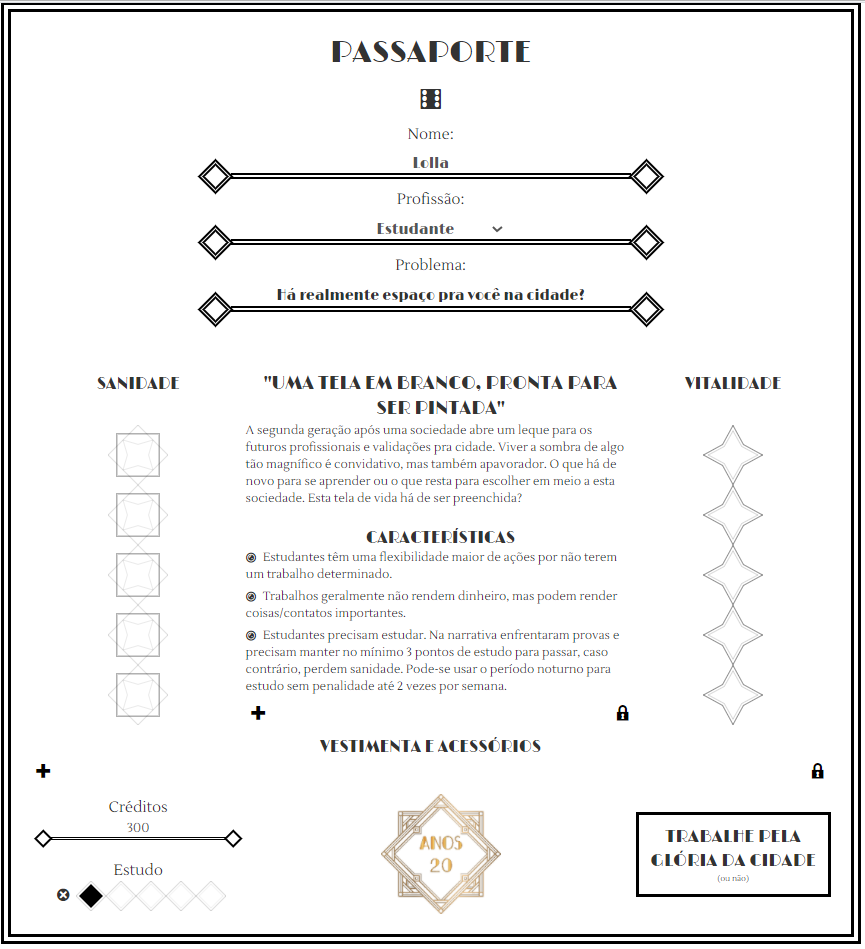 PASSAPORTE
Nome:
Lolla
Profissão:
Estudante
Problema:
Há realmente espaço pra você na cidade?
SANIDADE
"UMA TELA EM BRANCO, PRONTA PARA
SER PINTADA"
A segunda geração após uma sociedade abre um leque para os
futuros profissionais e validações pra cidade. Viver a sombra de algo
tão magnífico é convidativo, mas também apavorador. O que há de
novo para se aprender ou o que resta para escolher em meio a esta
sociedade. Esta tela de vida há de ser preenchida?
CARACTERÍSTICAS
Estudantes têm uma flexibilidade maior de ações por não terem
um trabalho determinado.
Trabalhos geralmente não rendem dinheiro, mas podem render
coisas/contatos importantes.
Estudantes precisam estudar. Na narrativa enfrentaram provas e
precisam manter no mínimo 3 pontos de estudo para passar, caso
contrário, perdem sanidade. Pode-se usar o período noturno para
estudo sem penalidade até 2 vezes por semana.
VITALIDADE
VESTIMENTA E ACESSÓRIOS
Créditos
300
Estudo
ANOS
20
TRABALHE PELA
GLÓRIA DA CIDADE
(ou não)